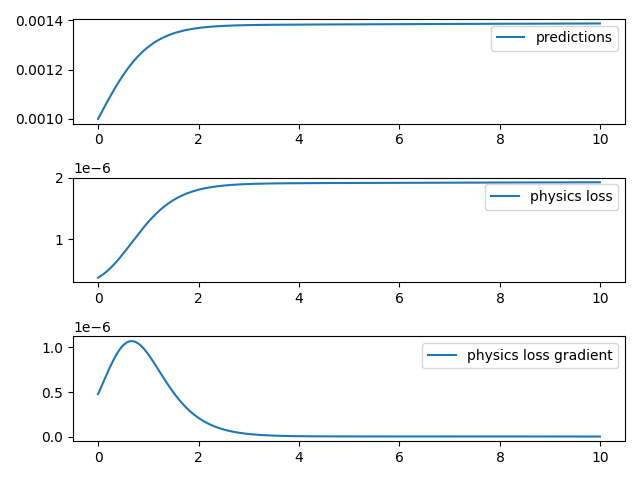 0.0014
0.0012
0.0010
predictions
0 2 4 6 8 10
1e−6
2
1
physics loss
0 2 4 6 8 10
1e−6
1.0
0.5
0.0
physics loss gradient
0 2 4 6 8 10